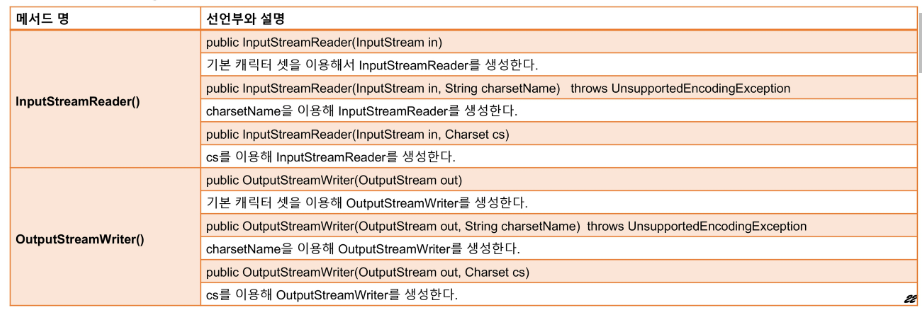 메서드 명
선언부와 설명
InputStreamReader()
public InputStreamReader(InputStream in)
기본 캐릭터 셋을 이용해서 InputStreamReader를 생성한다.
public InputStreamReader(InputStream in, String charsetName) throws UnsupportedEncodingException
charsetName을 이용해 InputStreamReader를 생성한다.
public InputStreamReader(InputStream in, Charset cs)
cs를 이용해 InputStreamReader를 생성한다.
OutputStreamWriter()
public OutputStreamWriter(OutputStream out)
기본 캐릭터 셋을 이용해 OutputStreamWriter를 생성한다.
public OutputStreamWriter(OutputStream out, String charsetName) throws UnsupportedEncodingException
charsetName을 이용해 OutputStreamWriter를 생성한다.
public OutputStreamWriter(OutputStream out, Charset cs)
cs를 이용해 OutputStreamWriter를 생성한다.
22